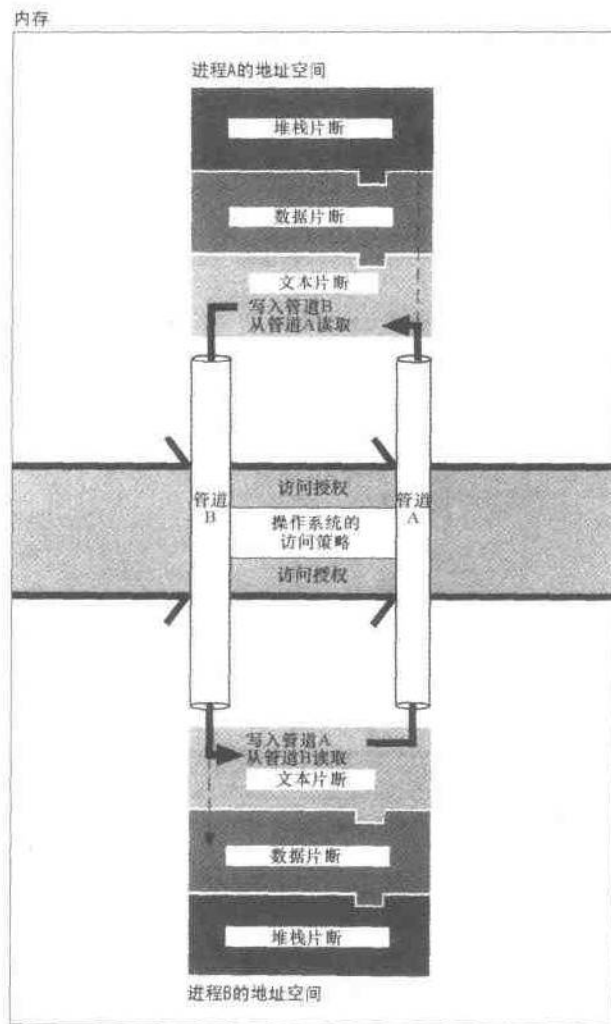 内存
进程A的地址空间
堆栈片断
数据片断
文本片断
写入管道B
从管道A读取
管道
B
访问授权
操作系统的
访问策略
访问授权
管道
A
写入管道A
从管道B读取
文本片断
数据片断
堆栈片断
进程B的地址空间